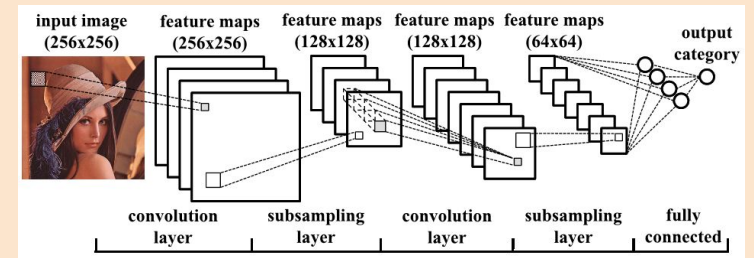 input image
(256x256)
feature maps
(256x256)
feature maps
(128x128)
feature maps
(128x128)
feature maps
(64x64)
output
category
convolution
layer
subsampling
layer
convolution
layer
subsampling
layer
fully
connected